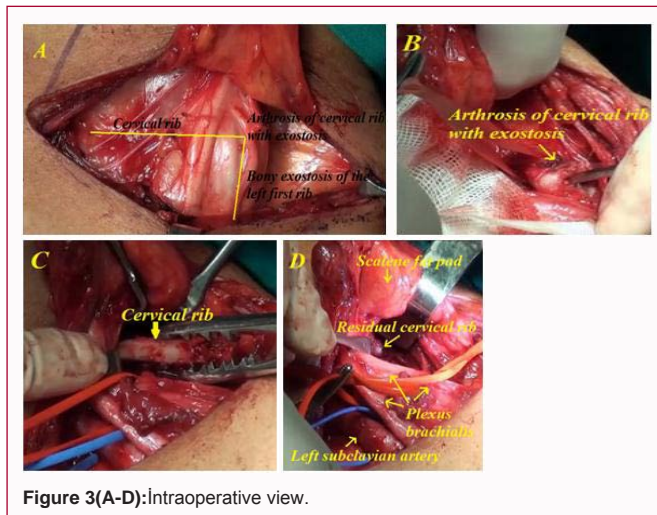 A
Cervical rib
Arthrosis of cervical rib
with exostosis
Bony exostosis of the
left first rib
B
Arthrosis of cervical rib
with exostosis
C
Cervical rib
D
Scalene fat pad
Residual cervical rib
Plexus
brachialis
Left subclavian artery
Figure 3(A-D):İntraoperative view.